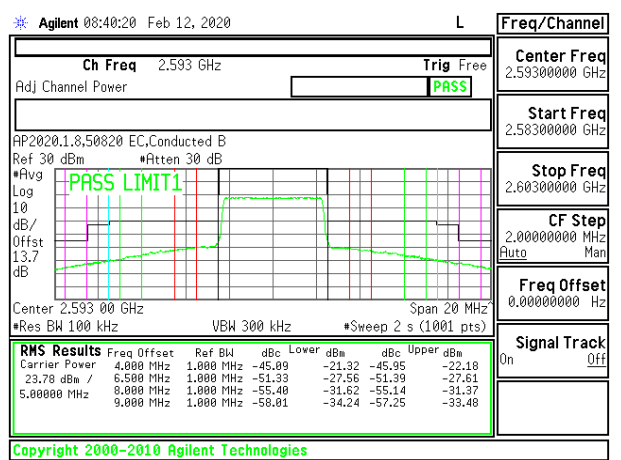 Agilent 08:40:20 Feb 12, 2020 L
Freq/Channel
Ch Freq 2.593 GHz Trig Free
Adj Channel Power PASS
AP2020.1.8,50820 EC,Conducted B
Ref 30 dBm #Atten 30 dB
#Avg
Log
10
dB/
Offst
13.7
dB
PASS LIMIT1
Center 2.593 00 GHz Span 20 MHz^
#Res BW 100 kHz VBW 300 kHz #Sweep 2 s (1001 pts)
RMS Results Freq Offset Ref BW dBc Lower dBm dBc Upper dBm
Carrier Power 4.000 MHz 1.000 MHz -45.09 -21.32 -45.95 -22.18
23.78 dBm / 6.500 MHz 1.000 MHz -51.33 -27.56 -51.39 -27.61
5.00000 MHz 8.000 MHz 1.000 MHz -55.40 -31.62 -55.14 -31.37
9.000 MHz 1.000 MHz -58.01 -34.24 -57.25 -33.48
Copyright 2000-2010 Agilent Technologies
Center Freq
2.59300000 GHz
Start Freq
2.58300000 GHz
Stop Freq
2.60300000 GHz
CF Step
2.00000000 MHz
Auto Man
Freq Offset
0.00000000 Hz
Signal Track
On Off